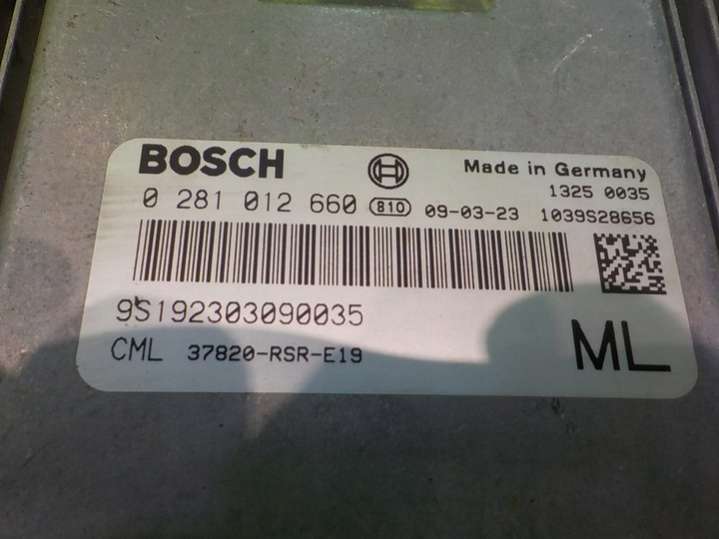 BOSCH Made in Germany
1325 0035
0 281 012 660 810 09-03-23 1039S28656
9S192303090035
CML 37820-RSR-E19
ML